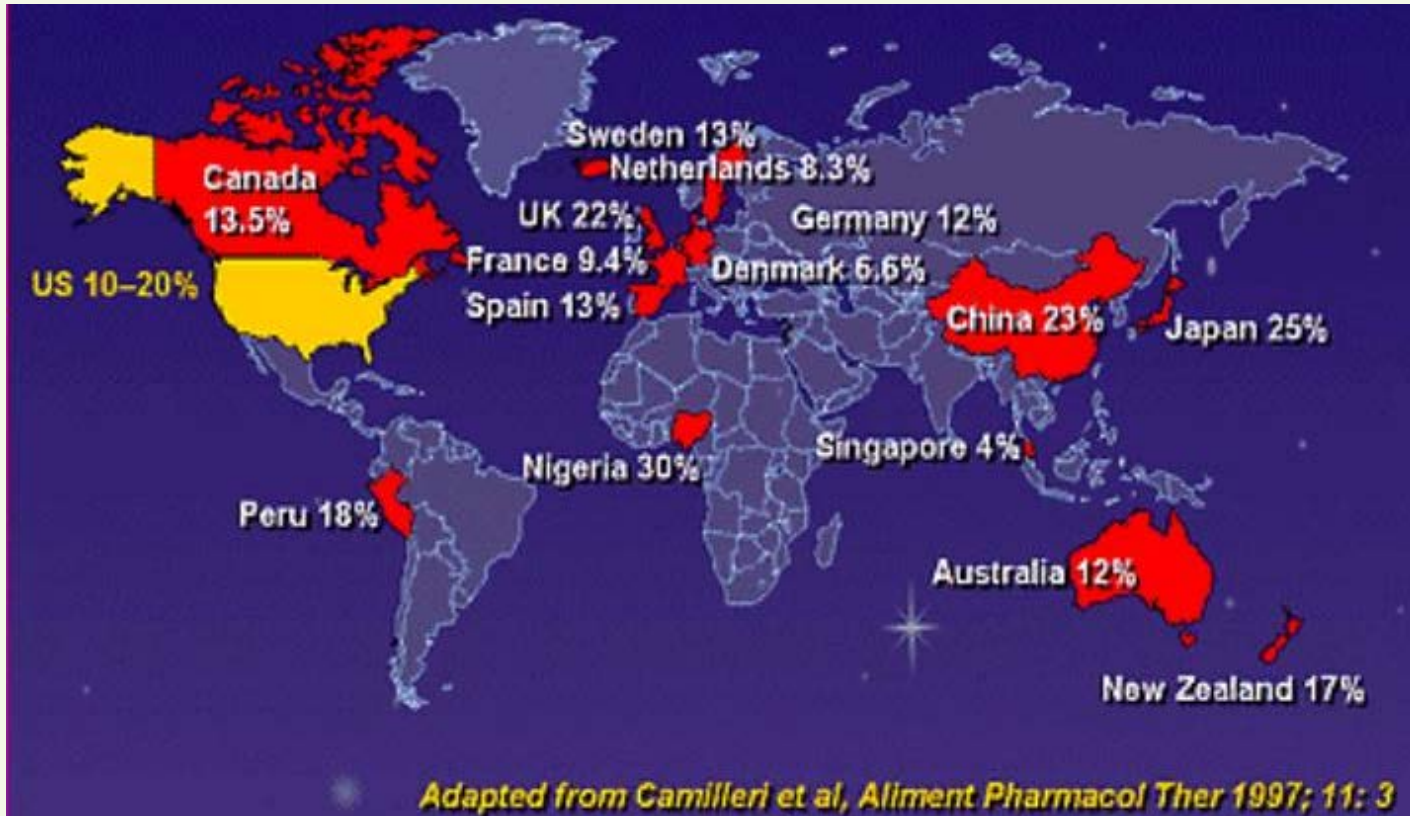 Sweden 13%
Netherlands 8.3%
Canada
13.5%
UK 22%
Germany 12%
France 9.4%
Denmark 6.6%
US 10–20%
Spain 13%
China 23%
Japan 25%
Singapore 4%
Nigeria 30%
Peru 18%
Australia 12%
New Zealand 17%
Adapted from Camilleri et al, Aliment Pharmacol Ther 1997; 11: 3